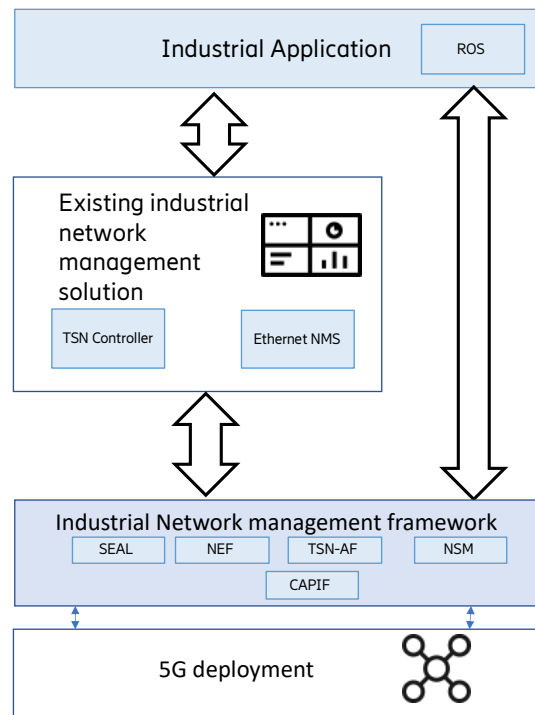 Industrial Application
ROS
Existing industrial
network
management
solution
TSN Controller
Ethernet NMS
Industrial Network management framework
SEAL
NEF
TSN-AF
NSM
CAPIF
5G deployment